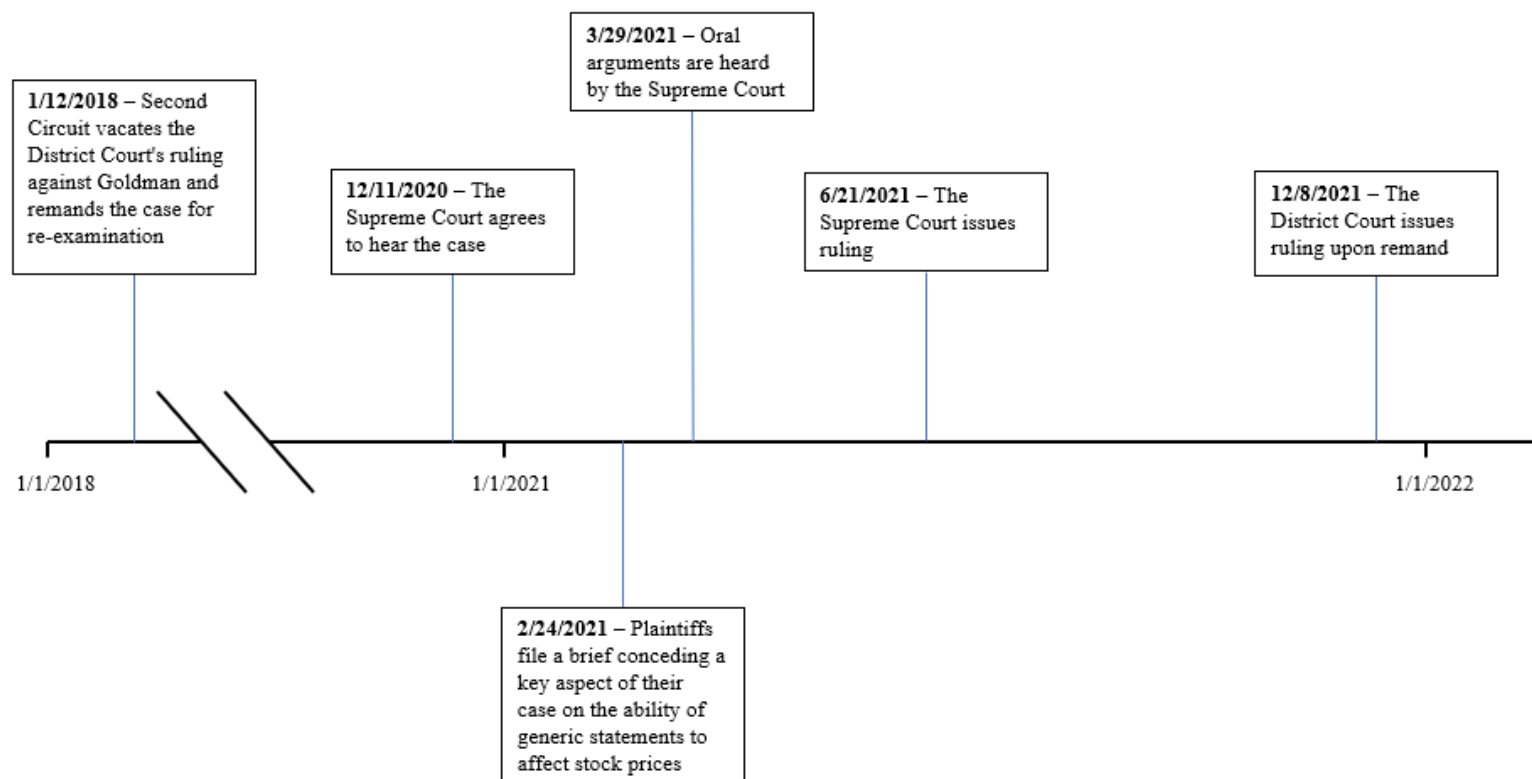 1/12/2018 – Second
Circuit vacates the
District Court's ruling
against Goldman and
remands the case for
re-examination
12/11/2020 – The
Supreme Court agrees
to hear the case
3/29/2021 – Oral
arguments are heard
by the Supreme Court
6/21/2021 – The
Supreme Court issues
ruling
12/8/2021 – The
District Court issues
ruling upon remand
1/1/2018
1/1/2021
1/1/2022
2/24/2021 – Plaintiffs
file a brief conceding a
key aspect of their
case on the ability of
generic statements to
affect stock prices